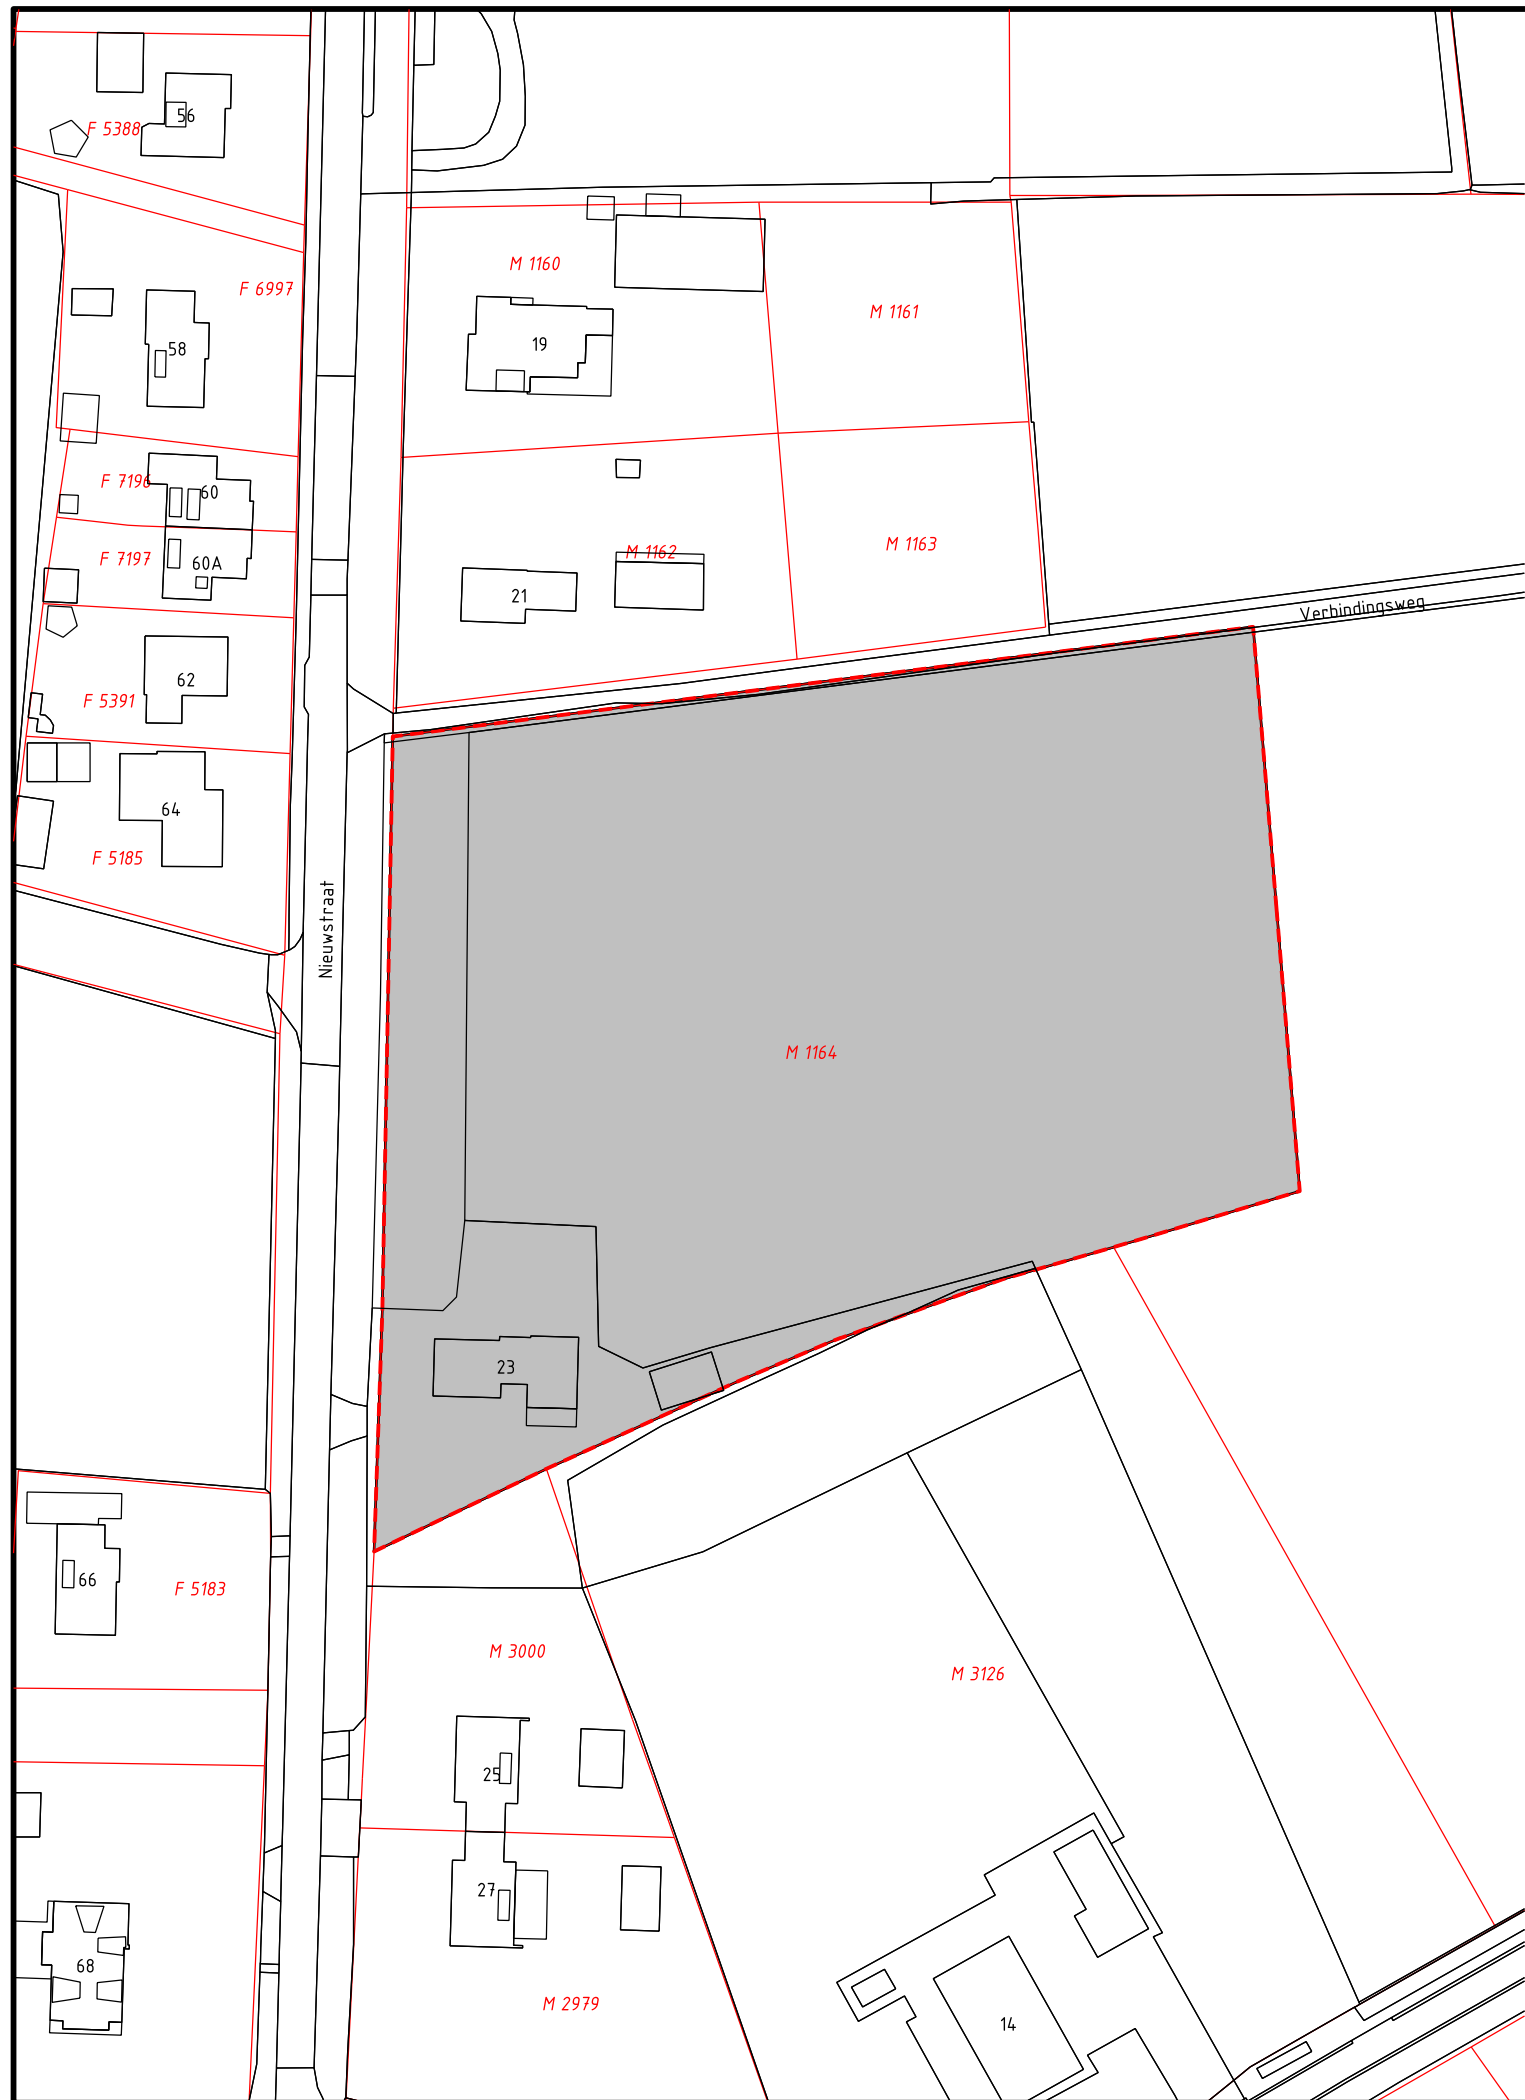 56
F 5388
M 1160
F 6997
M 1161
19
58
F 7196
60
M 1163
M 1162
F 7197
60A
21
Verbindingsweg
62
F 5391
64
F 5185
Nieuwstraat
M 1164
23
66
F 5183
M 3000
M 3126
25
27
68
M 2979
14